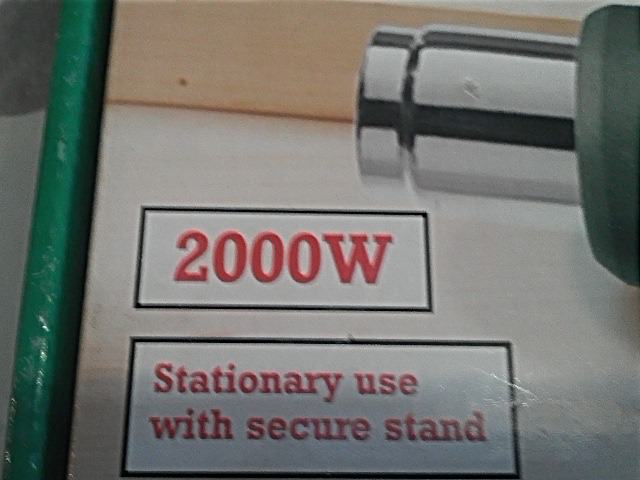 2000W
Stationary use
with secure stand